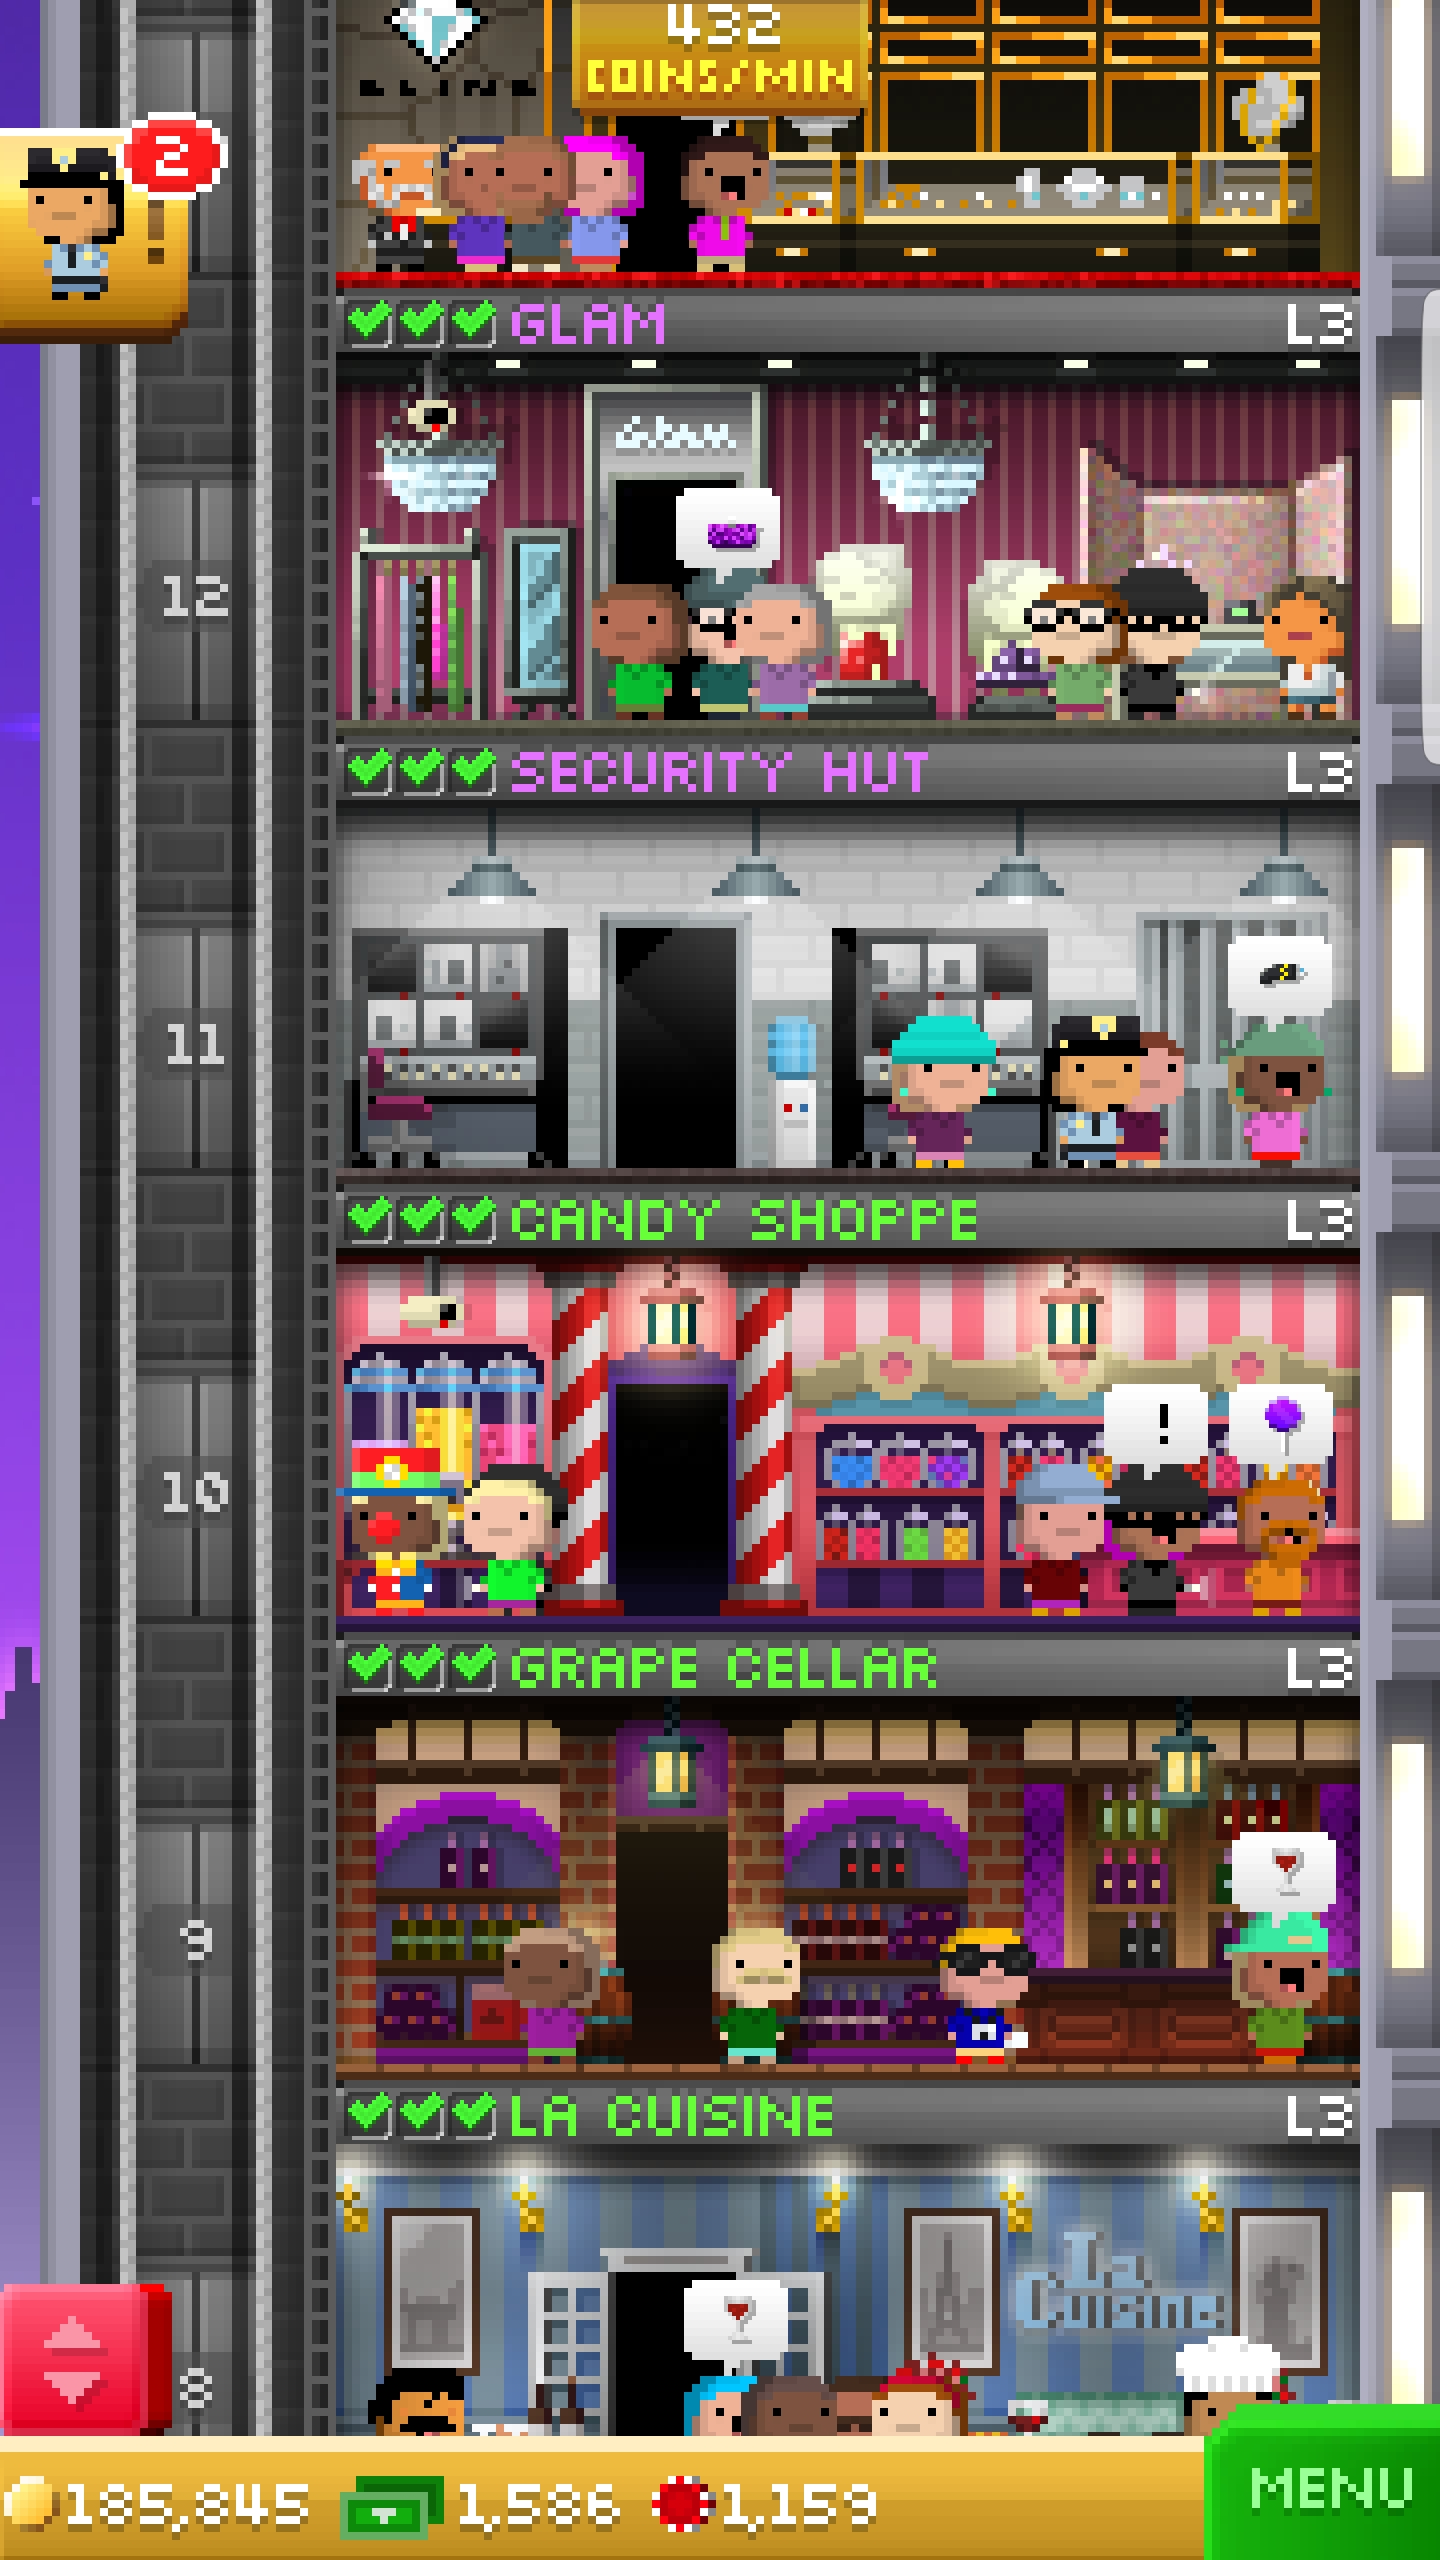 432
COINS/MIN
BLING
2
GLAM L3
Glam
12
SECURITY HUT L3
11
CANDY SHOPPE L3
!
10
GRAPE CELLAR L3
9
LA CUISINE L3
La
Cuisine
8
185,845 1,586 1,159
MENU